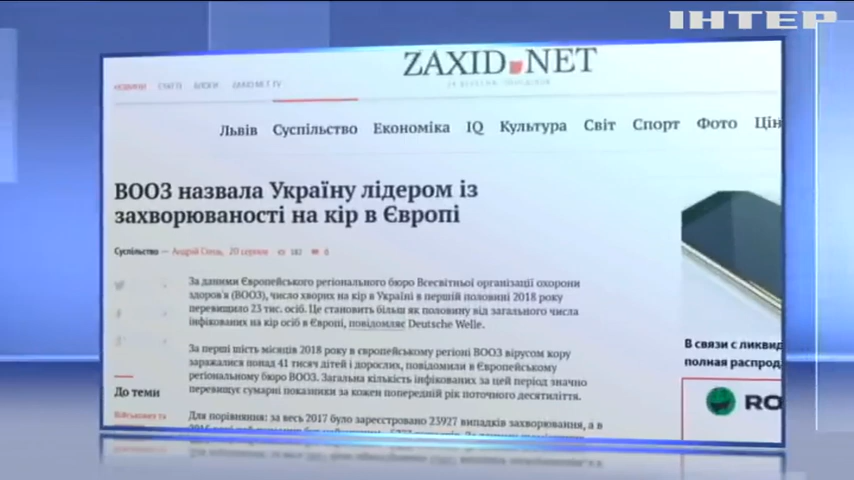 ІНТЕР
ZAXID.NET
НОВИНИ СТАТТІ БЛОГИ ZAXID.NET TV
Львів Суспільство Економіка IQ Культура Світ Спорт Фото Цін
ВООЗ назвала Україну лідером із
захворюваності на кір в Європі
Суспільство — Андрій 20 серпня 182 6
За даними Європейського регіонального бюро Всесвітньої організації охорони
здоров'я (ВООЗ), число хворих на кір в Україні в першій половині 2018 року
перевищило 23 тис. осіб. Це становить більш як половину від загального числа
інфікованих на кір осіб в Європі, повідомляє Deutsche Welle.
За перші шість місяців 2018 року в європейському регіоні ВООЗ вірусом кору
заражалися понад 41 тисяч дітей і дорослих, повідомили в Європейському
регіональному бюро ВООЗ. Загальна кількість інфікованих за цей період значно
перевищує сумарні показники за кожен попередній рік поточного десятиліття.
До теми
Для порівняння: за весь 2017 було зареєстровано 23927 випадків захворювання, а в
В связи с ликвид
полная распрод
RO